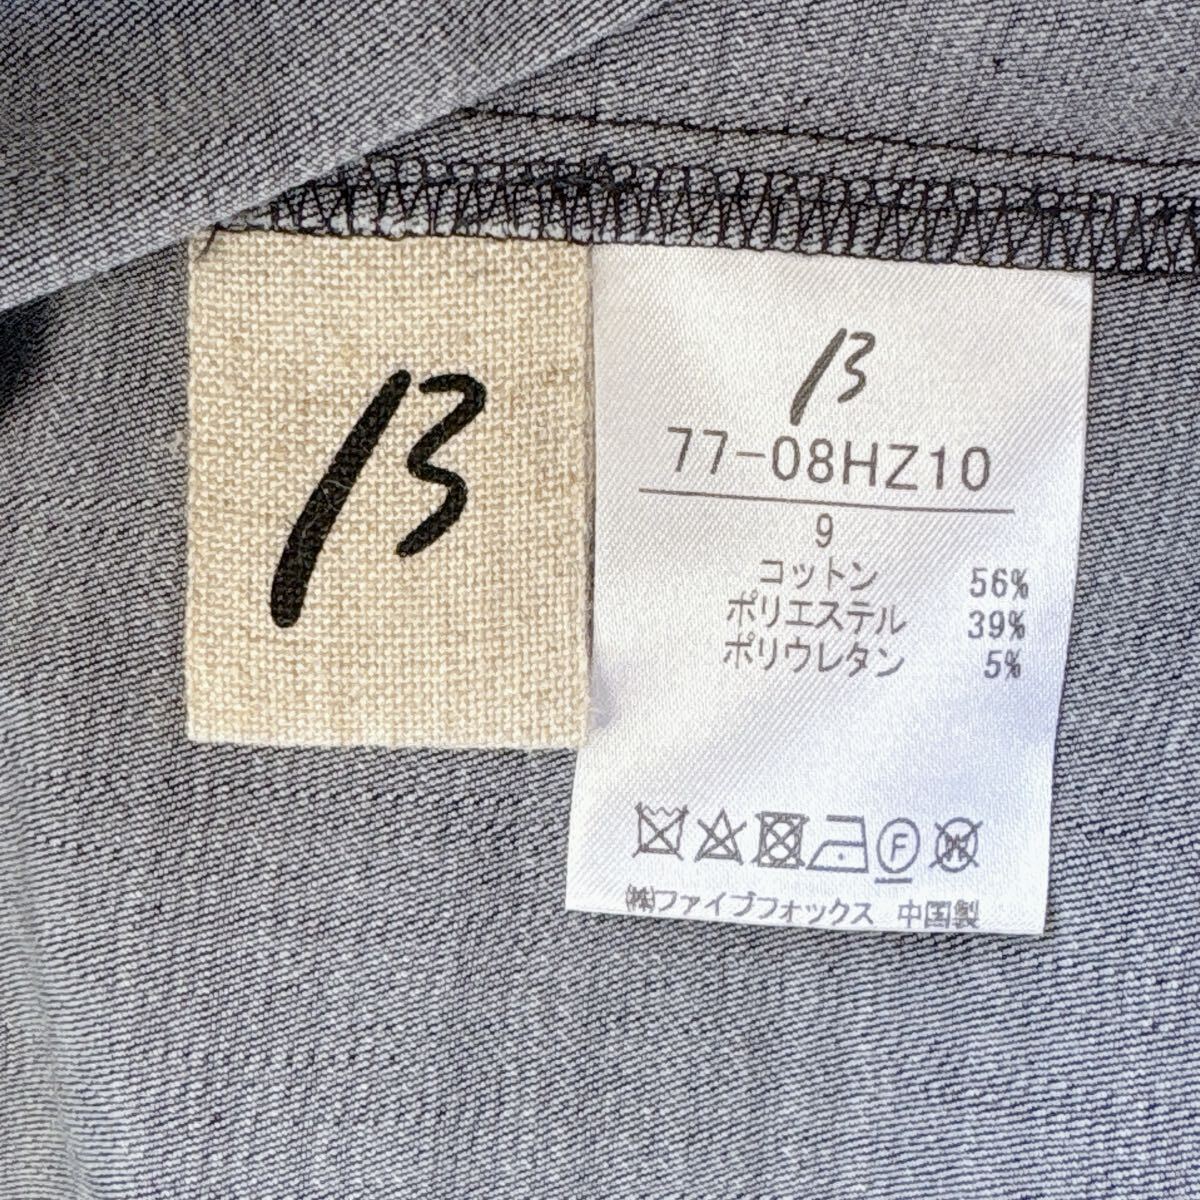 β
β
77-08HZ10
9
コットン 56%
ポリエステル 39%
ポリウレタン 5%
F W
㈱ファイブフォックス 中国製